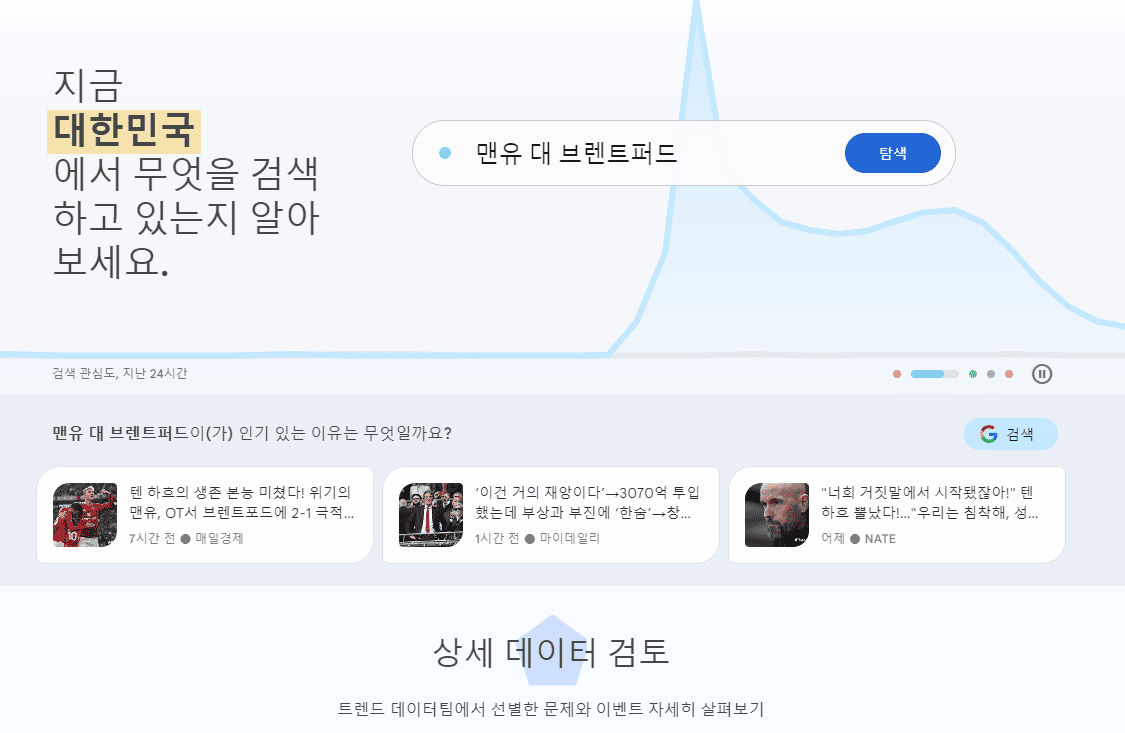 지금
대한민국
에서 무엇을 검색
하고 있는지 알아
보세요.
맨유 대 브렌트퍼드
탐색
검색 관심도, 지난 24시간
맨유 대 브렌트퍼드이(가) 인기 있는 이유는 무엇일까요?
검색
텐 하흐의 생존 본능 미쳤다! 위기의
맨유, OT서 브렌트포드에 2-1 극적...
7시간 전 ● 매일경제
'이건 거의 재앙이다'→3070억 투입
했는데 부상과 부진에 '한숨'→창...
1시간 전 ● 마이데일리
"너희 거짓말에서 시작됐잖아!" 텐
하흐 뿔났다!..."우리는 침착해, 성...
어제 ● NATE
상세 데이터 검토
트렌드 데이터팀에서 선별한 문제와 이벤트 자세히 살펴보기